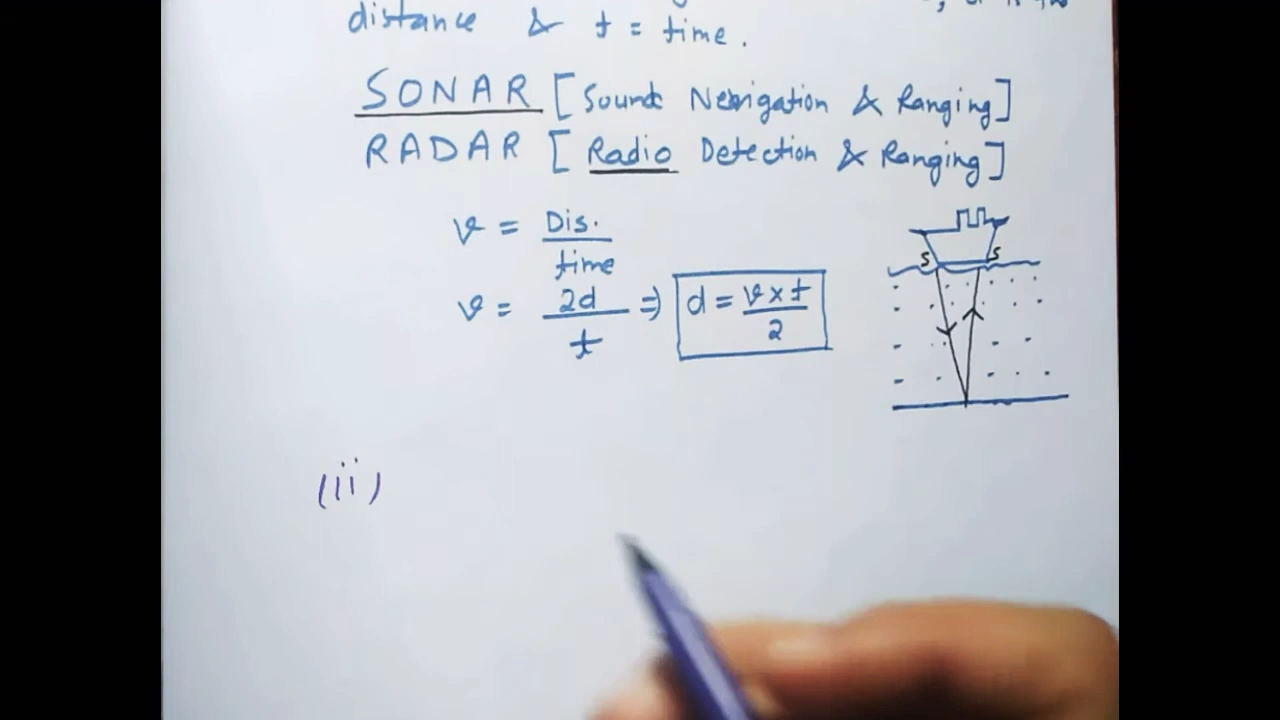 distance & t = time.
SONAR [Sound Navigation & Ranging]
RADAR [Radio Detection & Ranging]
v = Dis. / time
v = 2d / t => d = v x t / 2
S S
(ii)